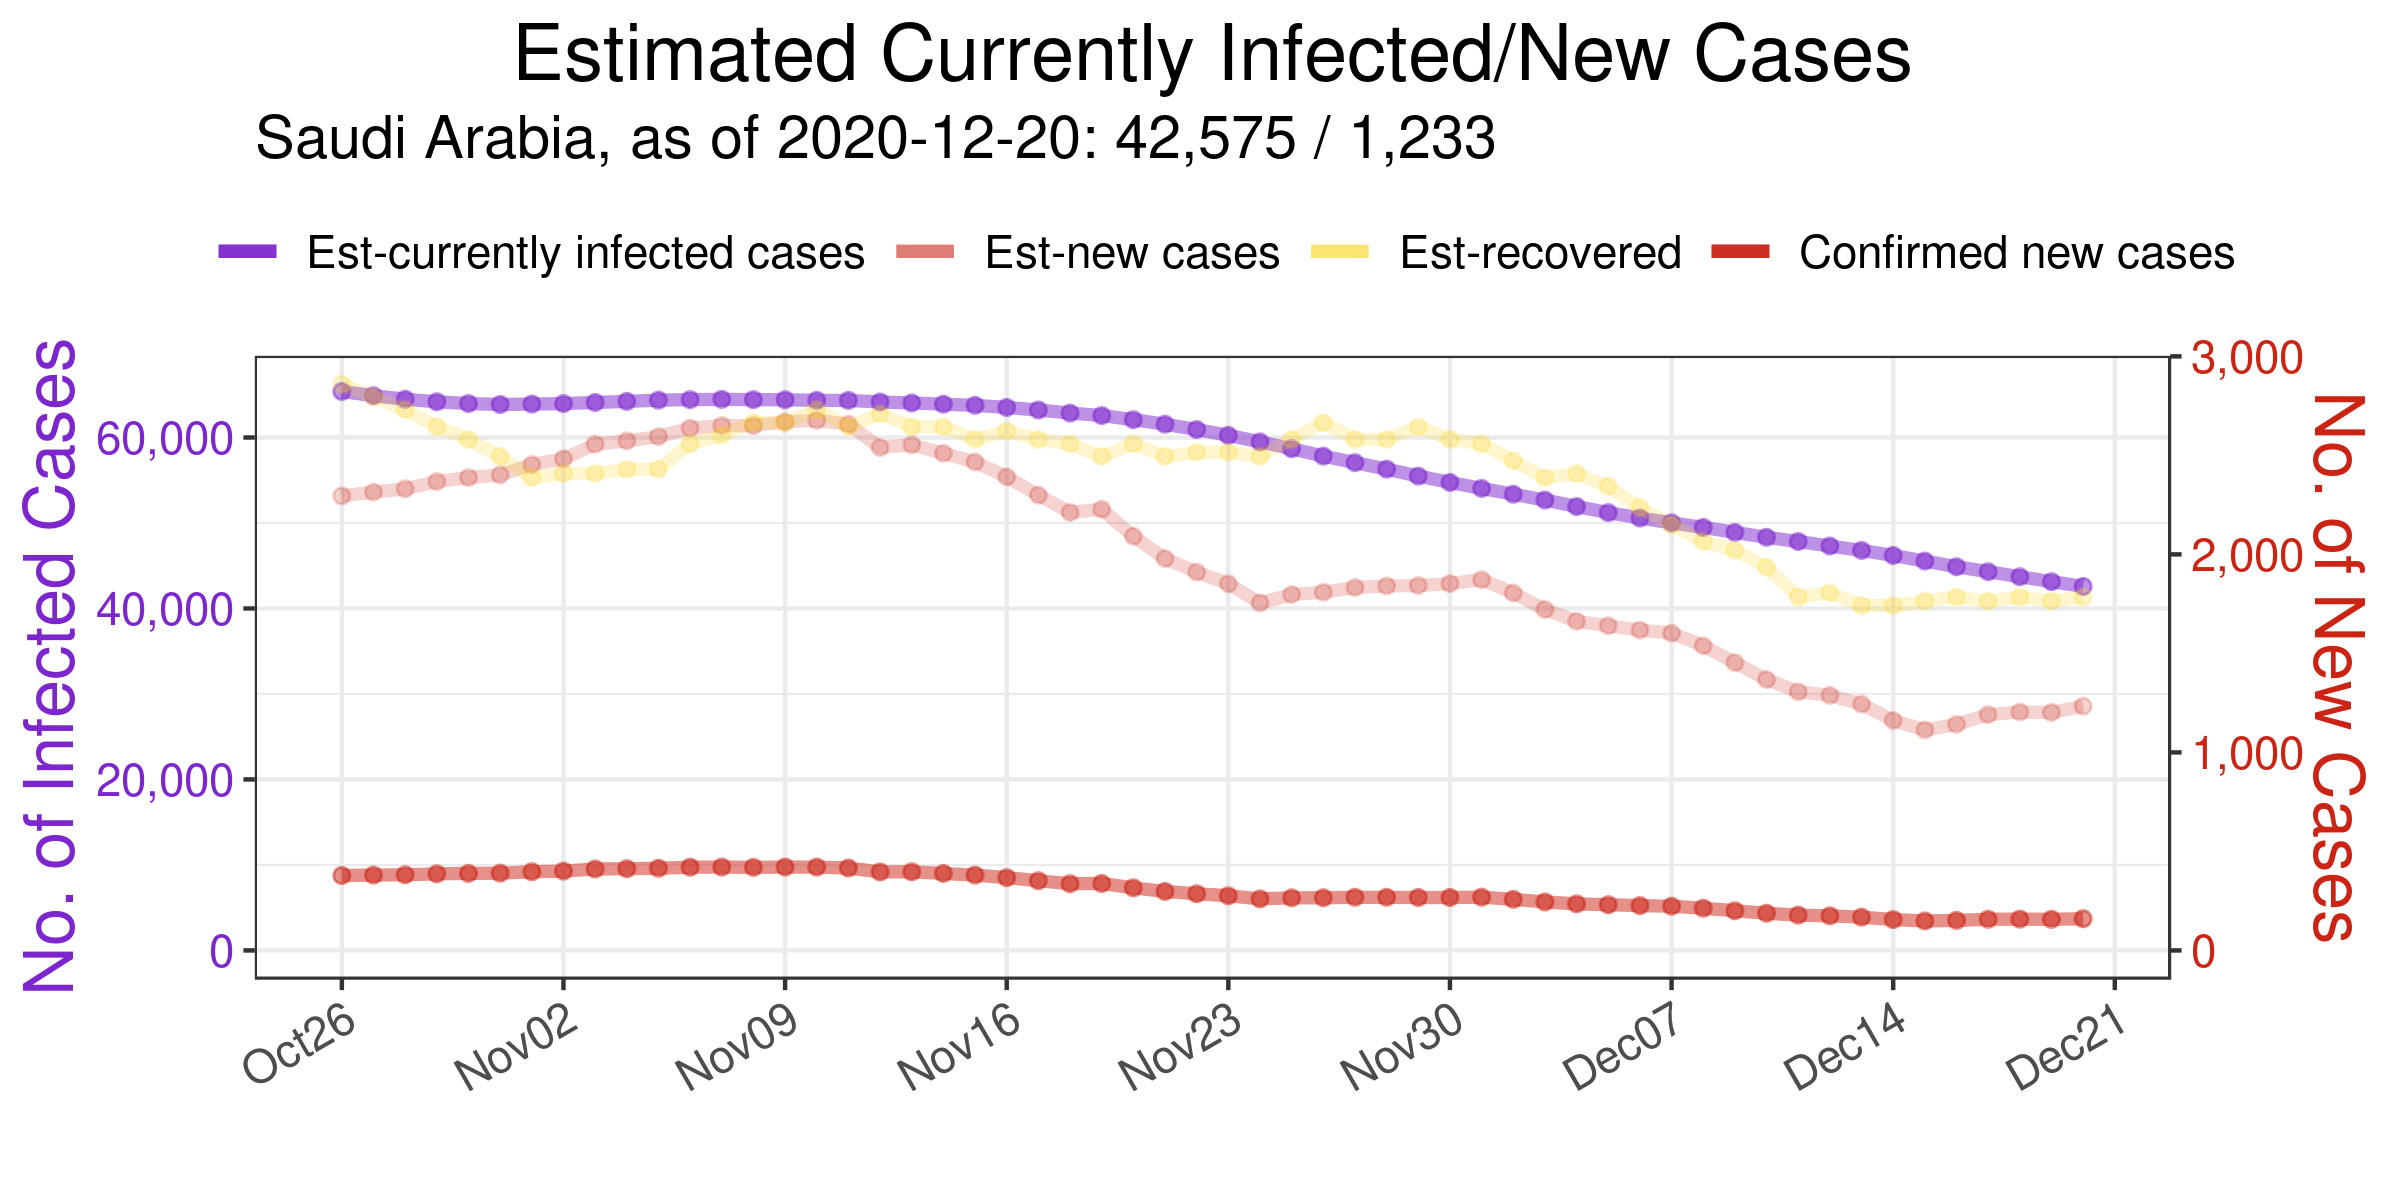 Estimated Currently Infected/New Cases
Saudi Arabia, as of 2020-12-20: 42,575 / 1,233
Est-currently infected cases Est-new cases Est-recovered Confirmed new cases
No. of Infected Cases
60,000
40,000
20,000
0
3,000
2,000
1,000
0
No. of New Cases
Oct26 Nov02 Nov09 Nov16 Nov23 Nov30 Dec07 Dec14 Dec21